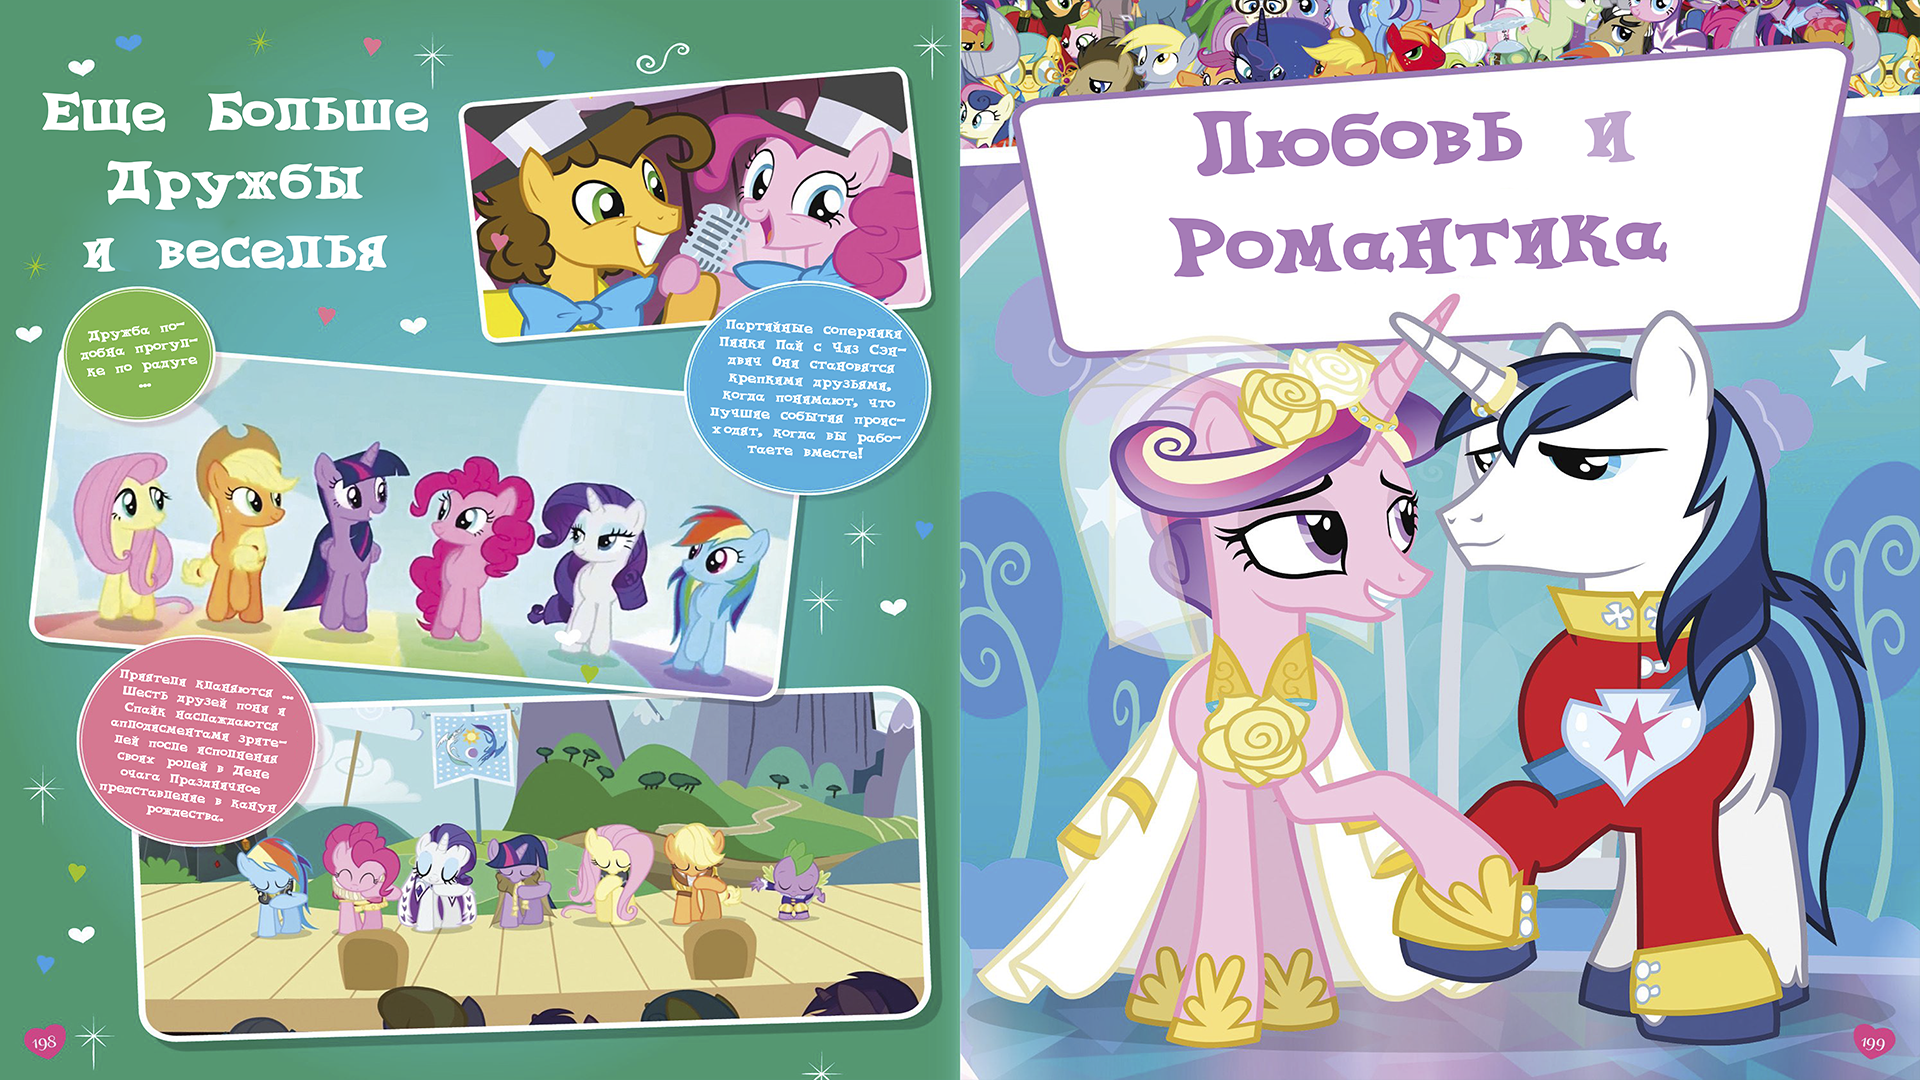 Еще Больше
Дружбы
и веселья
Дружба по-
добна прогул-
ке по радуге
...
Партийные соперники
Пинки Пай с Чиз Сэн-
двич Они становятся
крепкими друзьями,
когда понимают, что
лучшие события проис-
ходят, когда вы рабо-
таете вместе!
Приятели кланяются ...
Шесть друзей пони и
Спайк наслаждаются
апплодисментами зрите-
лей после исполнения
своих ролей в Дене
очага Праздничное
представление в канун
рождества.
198
Любовь и
Романтика
199